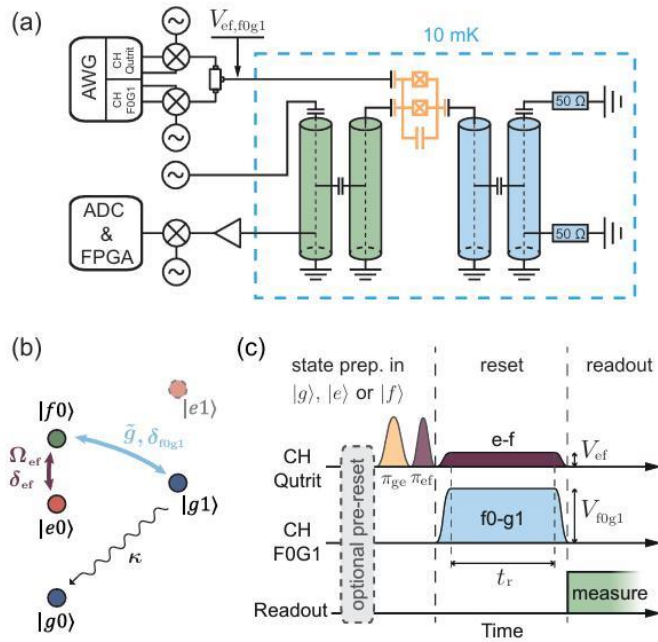 (a)
V_ef,f0g1
10 mK
AWG
CH
Qutrit
CH
F0G1
50 Ω
50 Ω
ADC
&
FPGA
(b)
|f0⟩
|e1⟩
g̃, δ_f0g1
Ω_ef
δ_ef
|e0⟩
|g1⟩
κ
|g0⟩
(c)
state prep. in
|g⟩, |e⟩ or |f⟩
reset
readout
optional pre-reset
CH
Qutrit
π_ge
π_ef
e-f
V_ef
CH
F0G1
f0-g1
V_f0g1
t_r
Readout
measure
Time